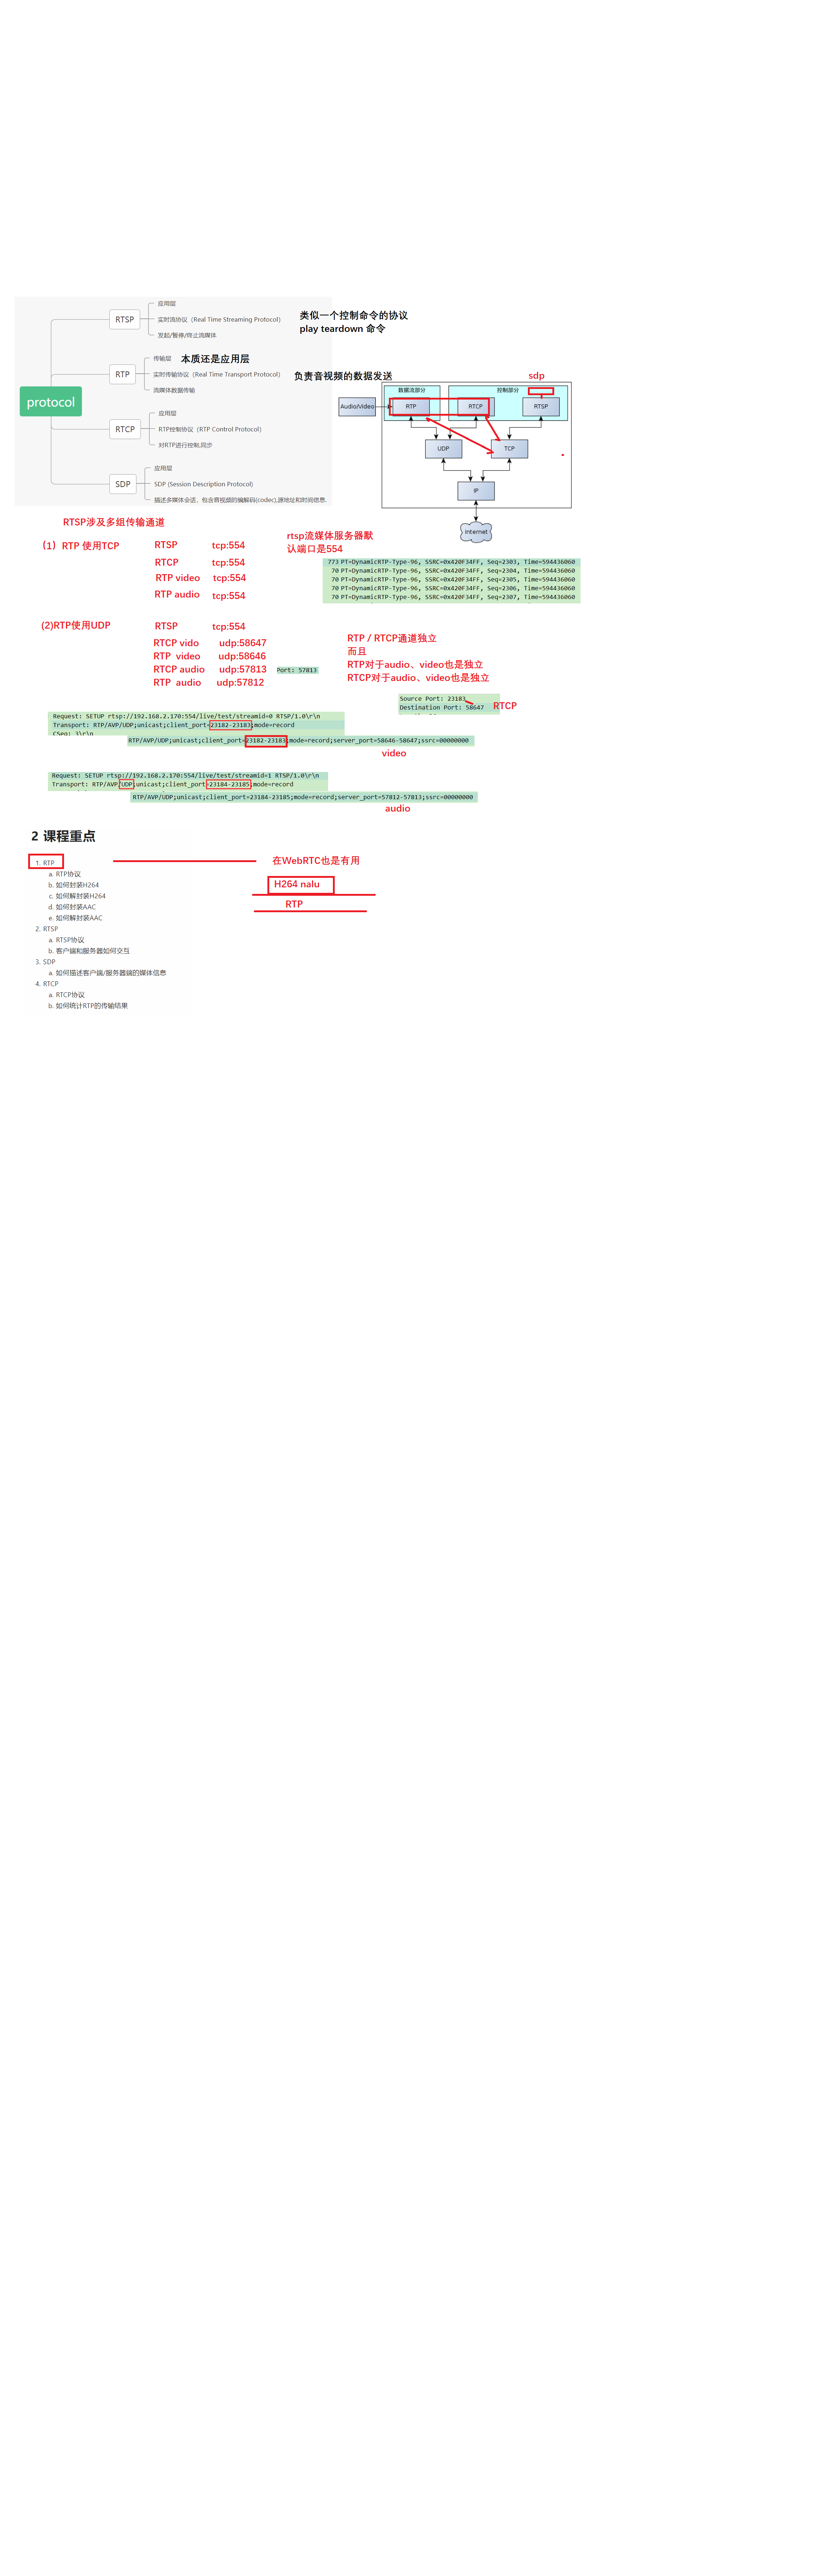 protocol
RTSP
应用层
实时流协议（Real Time Streaming Protocol）
发起/暂停/终止流媒体
类似一个控制命令的协议
play teardown 命令
RTP
传输层
本质还是应用层
实时传输协议（Real Time Transport Protocol）
流媒体数据传输
负责音视频的数据发送
RTCP
应用层
RTP控制协议（RTP Control Protocol）
对RTP进行控制,同步
SDP
应用层
SDP (Session Description Protocol)
描述多媒体会话，包含音视频的编解码(codec),源地址和时间信息.
sdp
数据流部分
控制部分
Audio/Video
RTP
RTCP
RTSP
UDP
TCP
IP
internet
RTSP涉及多组传输通道
（1）RTP 使用TCP
RTSP tcp:554
RTCP tcp:554
RTP video tcp:554
RTP audio tcp:554
rtsp流媒体服务器默
认端口是554
773 PT=DynamicRTP-Type-96, SSRC=0x420F34FF, Seq=2303, Time=594436060
70 PT=DynamicRTP-Type-96, SSRC=0x420F34FF, Seq=2304, Time=594436060
70 PT=DynamicRTP-Type-96, SSRC=0x420F34FF, Seq=2305, Time=594436060
70 PT=DynamicRTP-Type-96, SSRC=0x420F34FF, Seq=2306, Time=594436060
70 PT=DynamicRTP-Type-96, SSRC=0x420F34FF, Seq=2307, Time=594436060
(2)RTP使用UDP
RTSP tcp:554
RTCP vido udp:58647
RTP video udp:58646
RTCP audio udp:57813
Port: 57813
RTP audio udp:57812
RTP / RTCP通道独立
而且
RTP对于audio、video也是独立
RTCP对于audio、video也是独立
Source Port: 23183
Destination Port: 58647
RTCP
Request: SETUP rtsp://192.168.2.170:554/live/test/streamid=0 RTSP/1.0\r\n
Transport: RTP/AVP/UDP;unicast;client_port=23182-23183;mode=record
CSeq: 3\r\n
RTP/AVP/UDP;unicast;client_port=23182-23183;mode=record;server_port=58646-58647;ssrc=00000000
video
Request: SETUP rtsp://192.168.2.170:554/live/test/streamid=1 RTSP/1.0\r\n
Transport: RTP/AVP/UDP;unicast;client_port=23184-23185;mode=record
RTP/AVP/UDP;unicast;client_port=23184-23185;mode=record;server_port=57812-57813;ssrc=00000000
audio
2 课程重点
1. RTP
a. RTP协议
b. 如何封装H264
c. 如何解封装H264
d. 如何封装AAC
e. 如何解封装AAC
2. RTSP
a. RTSP协议
b. 客户端和服务器如何交互
3. SDP
a. 如何描述客户端/服务器端的媒体信息
4. RTCP
a. RTCP协议
b. 如何统计RTP的传输结果
在WebRTC也是有用
H264 nalu
RTP